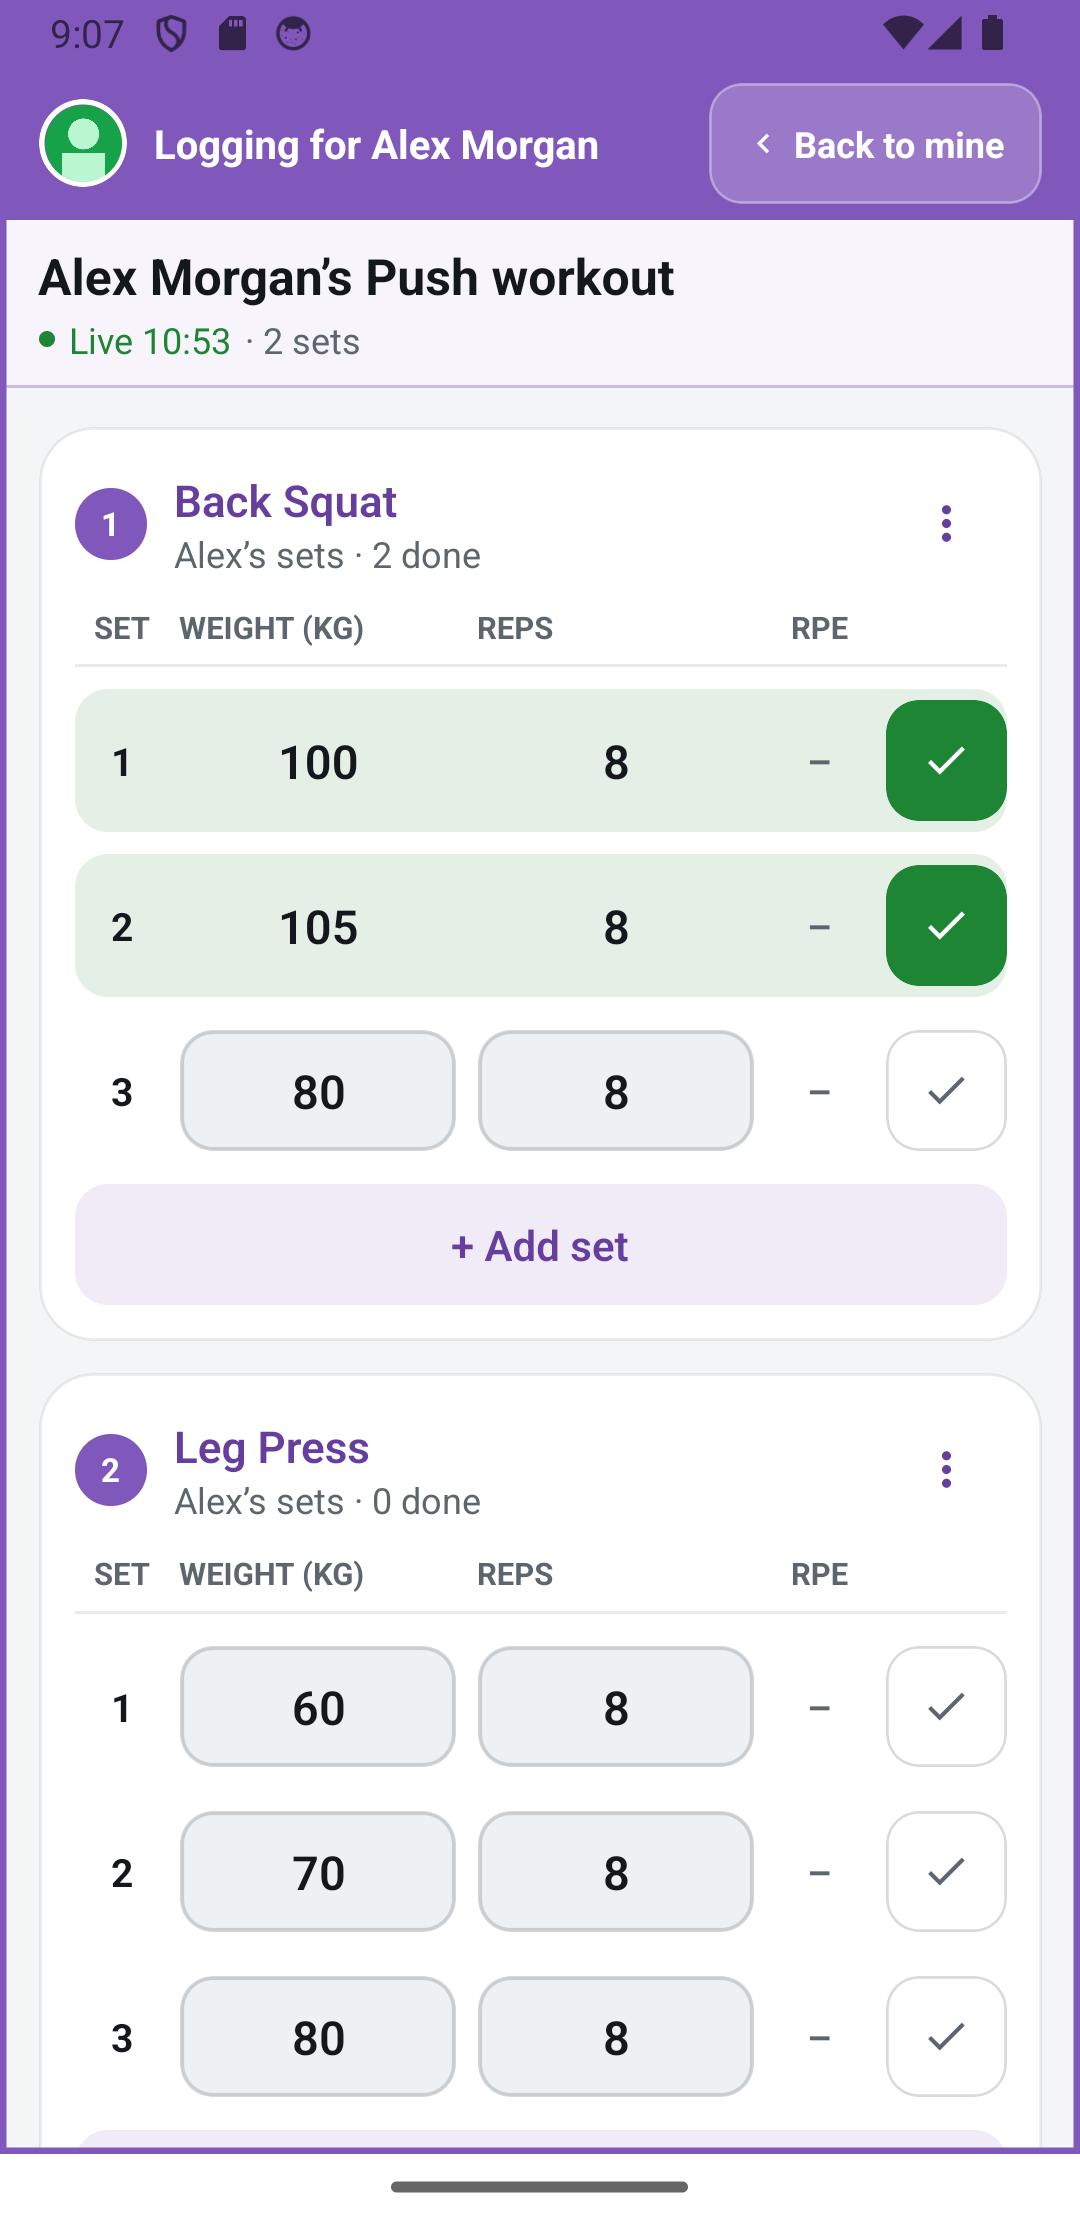 9:07
Logging for Alex Morgan
Back to mine
Alex Morgan’s Push workout
Live 10:53 · 2 sets
1
Back Squat
Alex’s sets · 2 done
SET WEIGHT (KG) REPS RPE
1 100 8 –
2 105 8 –
3 80 8 –
+ Add set
2
Leg Press
Alex’s sets · 0 done
SET WEIGHT (KG) REPS RPE
1 60 8 –
2 70 8 –
3 80 8 –